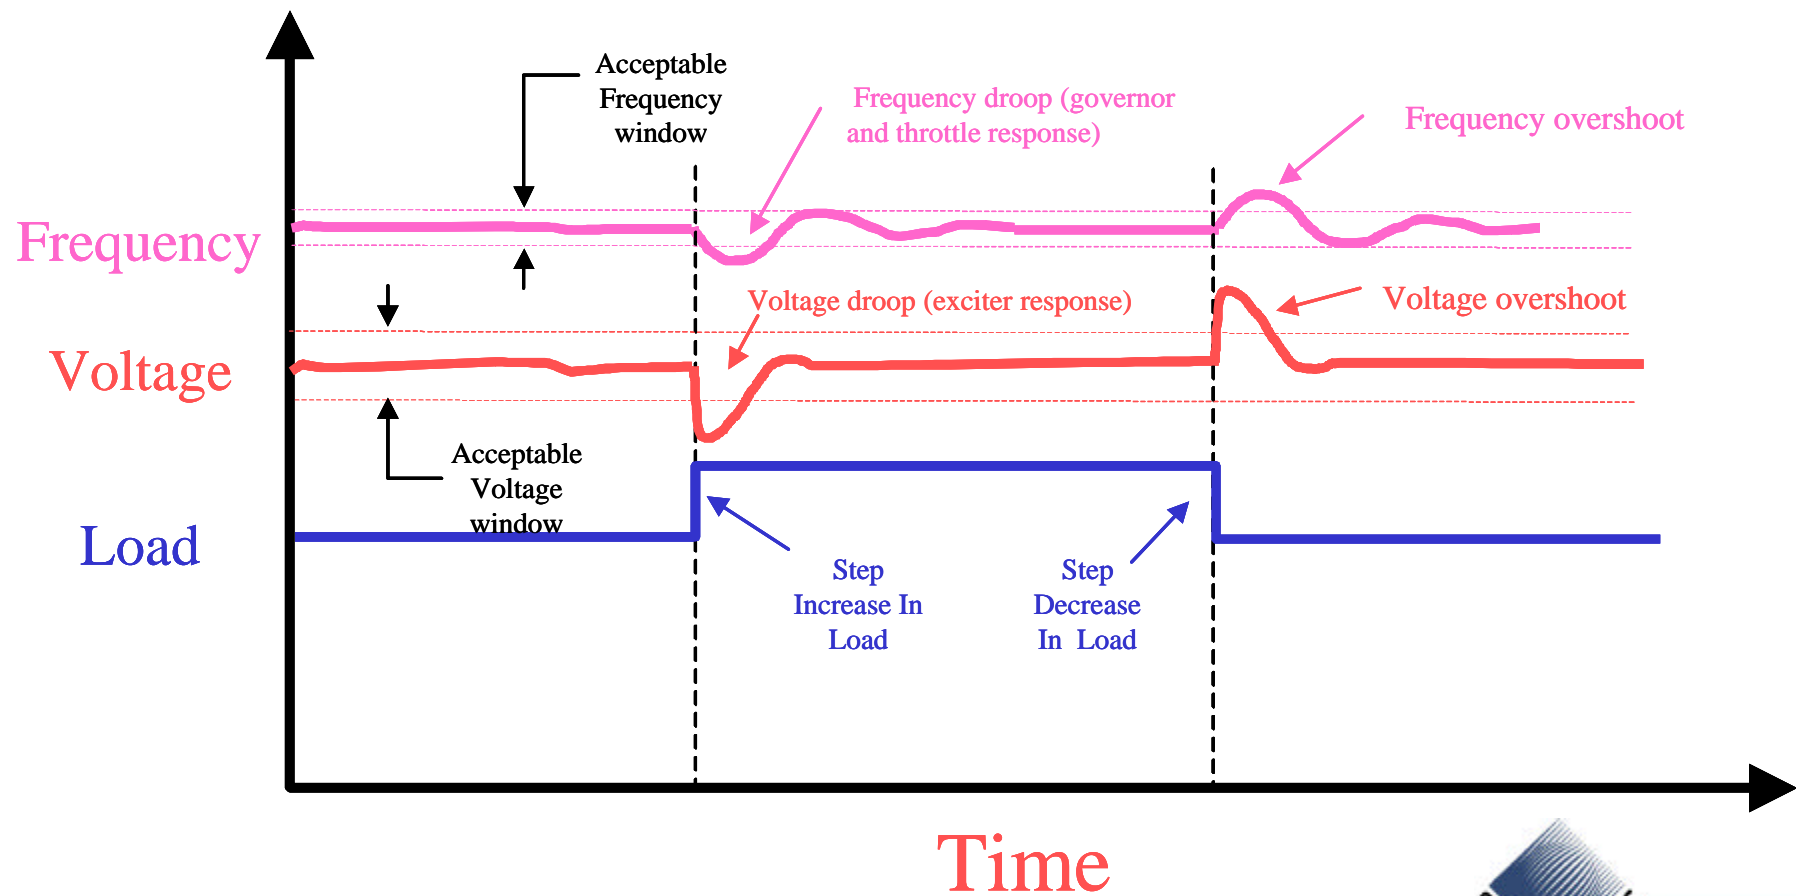 Acceptable
Frequency
window
Frequency droop (governor
and throttle response)
Frequency overshoot
Frequency
Voltage droop (exciter response)
Voltage overshoot
Voltage
Acceptable
Voltage
window
Load
Step
Increase In
Load
Step
Decrease
In Load
Time